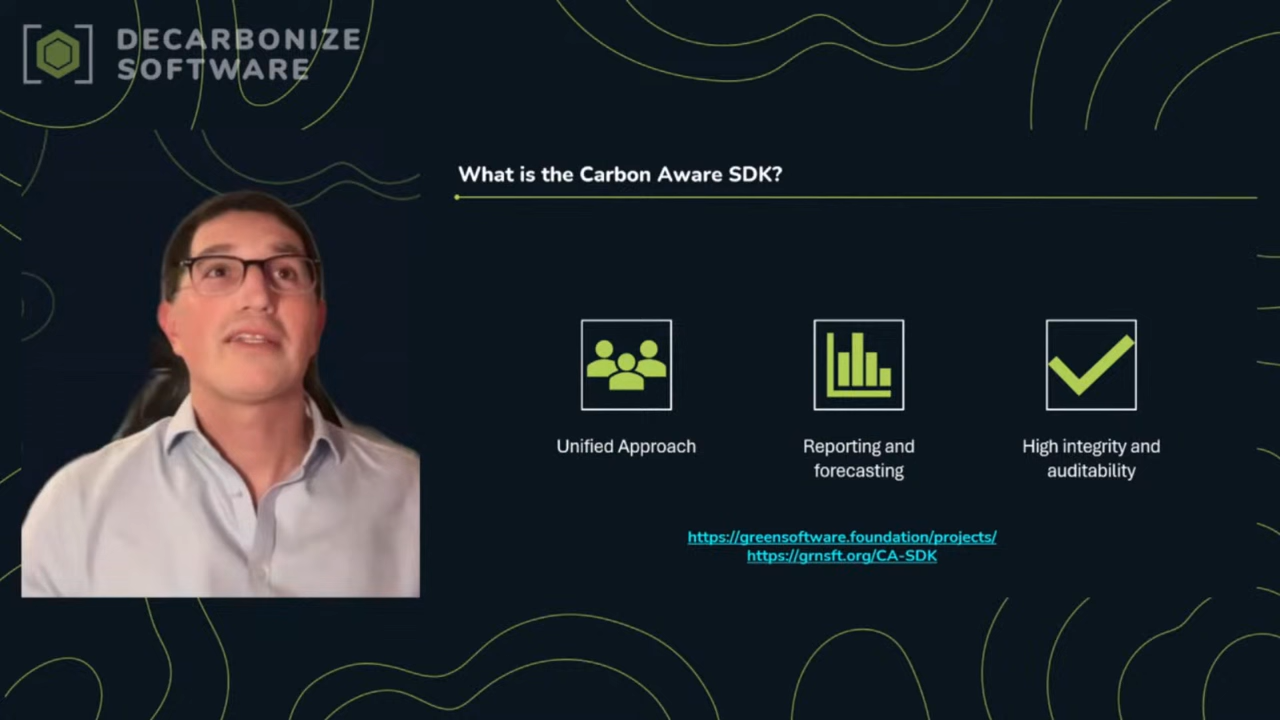 DECARBONIZE
SOFTWARE
What is the Carbon Aware SDK?
Unified Approach
Reporting and
forecasting
High integrity and
auditability
https://greensoftware.foundation/projects/
https://grnsft.org/CA-SDK